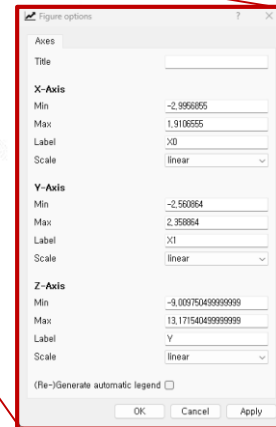 Figure options
Axes
Title
X-Axis
Min -2,9956855
Max 1,9106555
Label X0
Scale linear
Y-Axis
Min -2,560864
Max 2,358864
Label X1
Scale linear
Z-Axis
Min -9,009750499999999
Max 13,171540499999999
Label Y
Scale linear
(Re-)Generate automatic legend
OK Cancel Apply